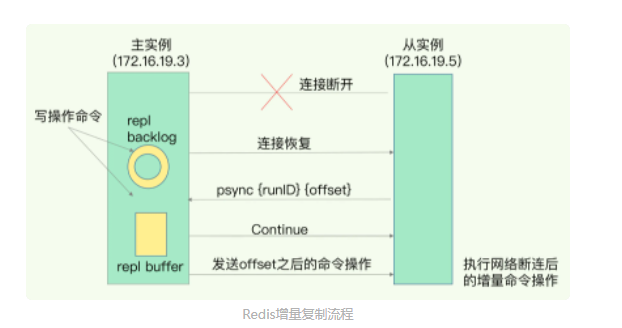 主实例
(172.16.19.3)
从实例
(172.16.19.5)
连接断开
写操作命令
repl
backlog
连接恢复
psync {runID} {offset}
Continue
repl buffer
发送offset之后的命令操作
执行网络断连后
的增量命令操作
Redis增量复制流程